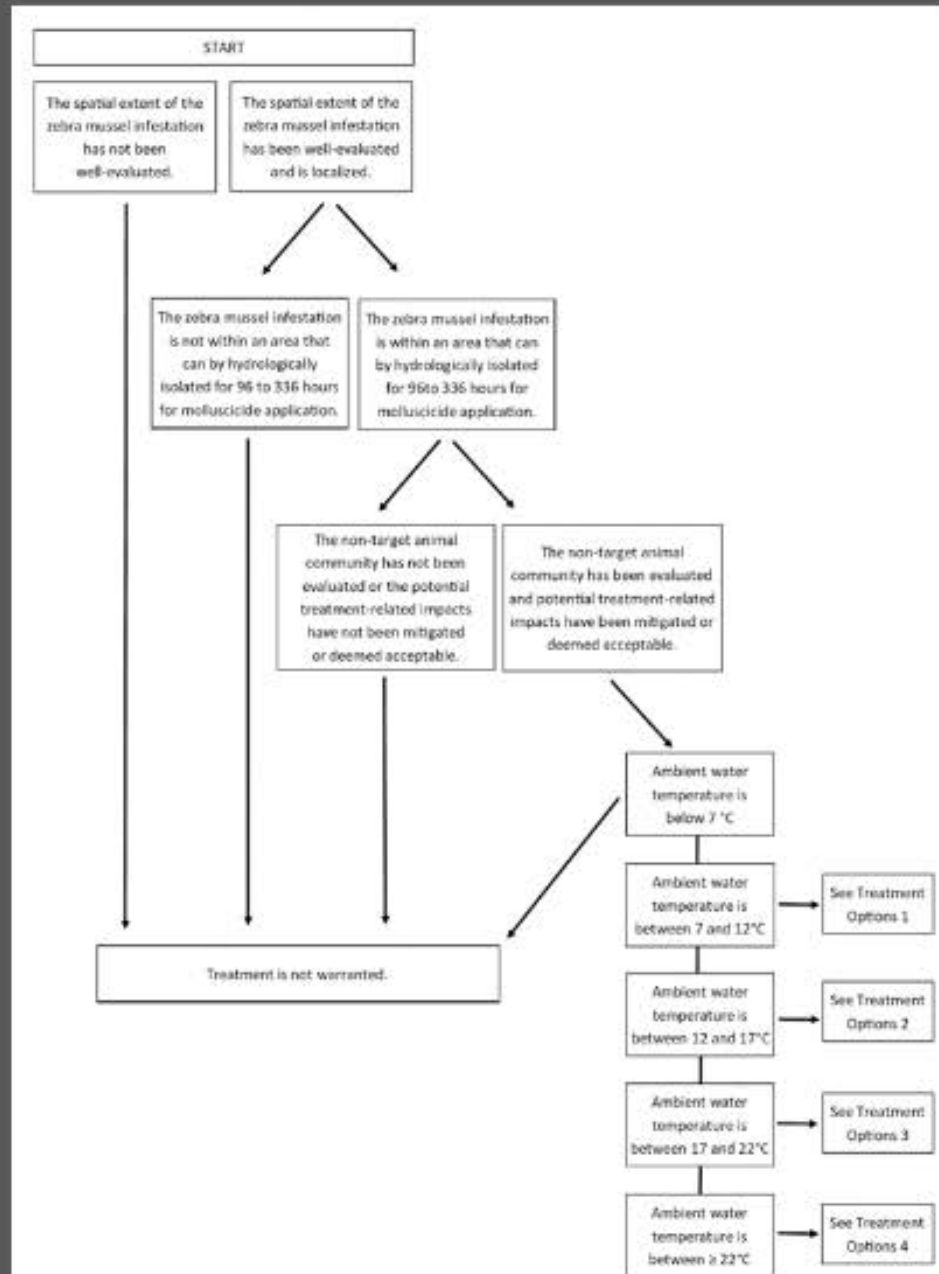 START
The spatial extent of the
zebra mussel infestation
has not been
well-evaluated.
The spatial extent of the
zebra mussel infestation
has been well-evaluated
and is localized.
The zebra mussel infestation
is not within an area that
can by hydrologically
isolated for 96 to 336 hours
for molluscicide application.
The zebra mussel infestation
is within an area that can
by hydrologically isolated
for 96to 336 hours for
molluscicide application.
The non-target animal
community has not been
evaluated or the potential
treatment-related impacts
have not been mitigated
or deemed acceptable.
The non-target animal
community has been evaluated
and potential treatment-related
impacts have been mitigated or
deemed acceptable.
Ambient water
temperature is
below 7 °C
Ambient water
temperature is
between 7 and 12°C
See Treatment
Options 1
Treatment is not warranted.
Ambient water
temperature is
between 12 and 17°C
See Treatment
Options 2
Ambient water
temperature is
between 17 and 22°C
See Treatment
Options 3
Ambient water
temperature is
between ≥ 22°C
See Treatment
Options 4